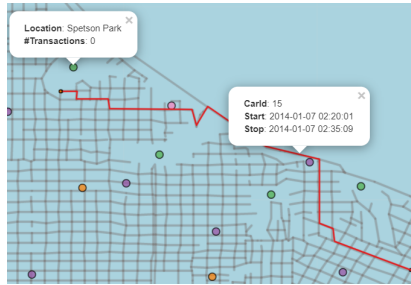 Location: Spetson Park
#Transactions: 0
CarId: 15
Start: 2014-01-07 02:20:01
Stop: 2014-01-07 02:35:09